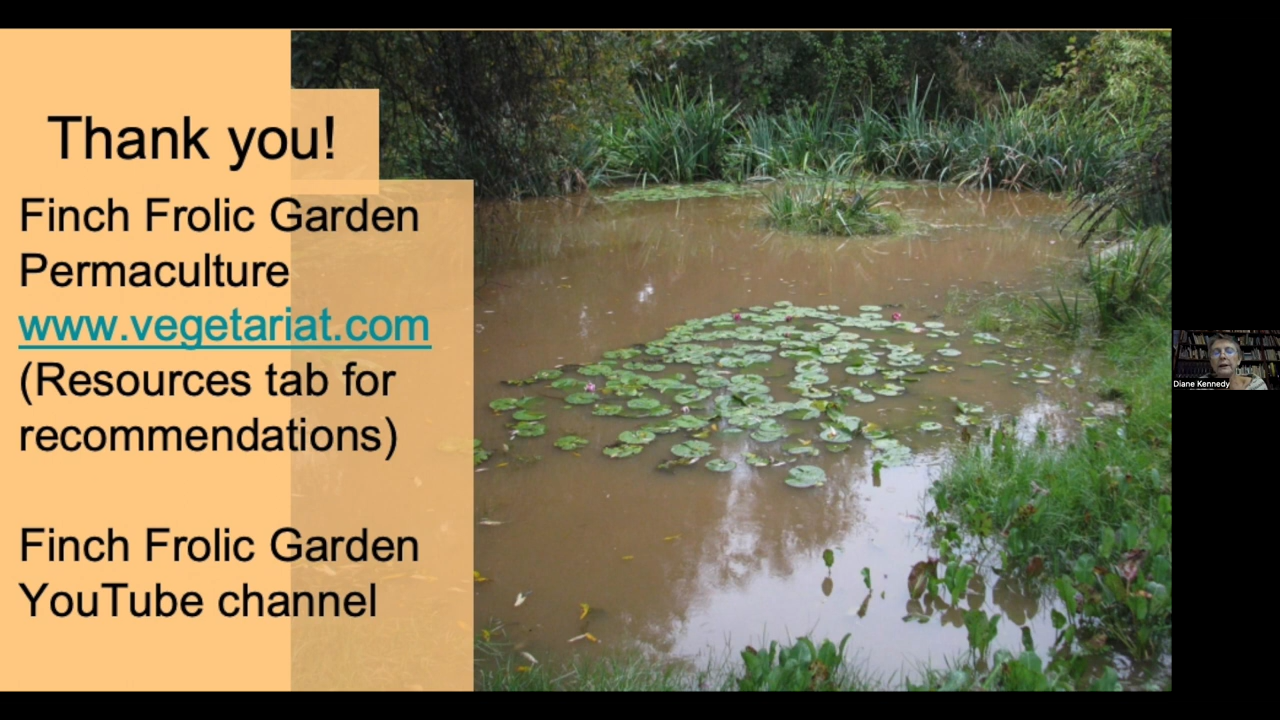 Thank you!
Finch Frolic Garden
Permaculture
www.vegetariat.com
(Resources tab for
recommendations)
Finch Frolic Garden
YouTube channel
Diane Kennedy